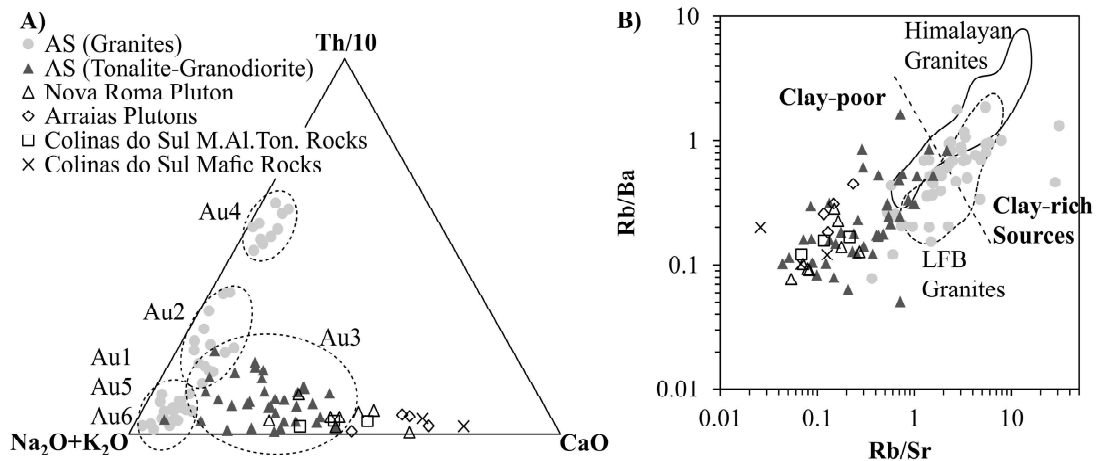 A)
Th/10
AS (Granites)
AS (Tonalite-Granodiorite)
Nova Roma Pluton
Arraias Plutons
Colinas do Sul M.Al.Ton. Rocks
Colinas do Sul Mafic Rocks
Au4
Au2
Au3
Au1
Au5
Au6
Na₂O+K₂O
CaO
B)
10
1
0.1
0.01
Rb/Ba
Himalayan
Granites
Clay-poor
Clay-rich
Sources
LFB
Granites
0.01
0.1
1
10
Rb/Sr